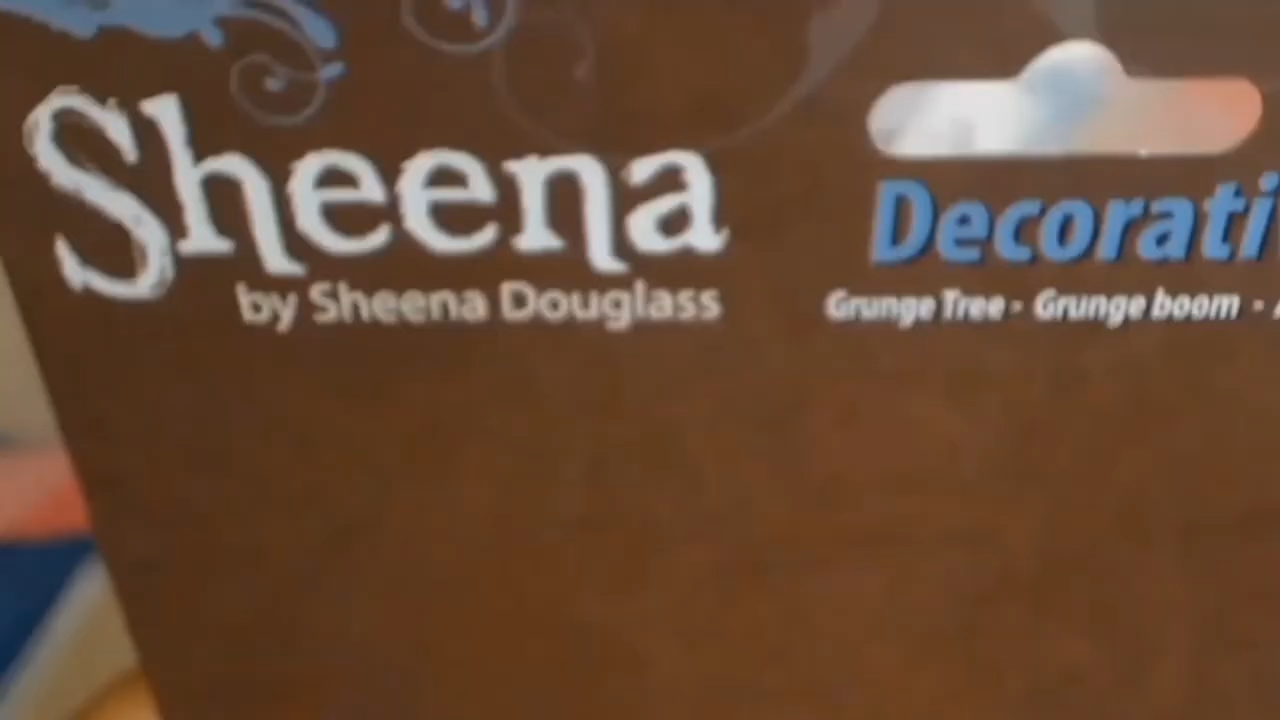 Sheena
by Sheena Douglass
Decorati
Grunge Tree - Grunge boom -